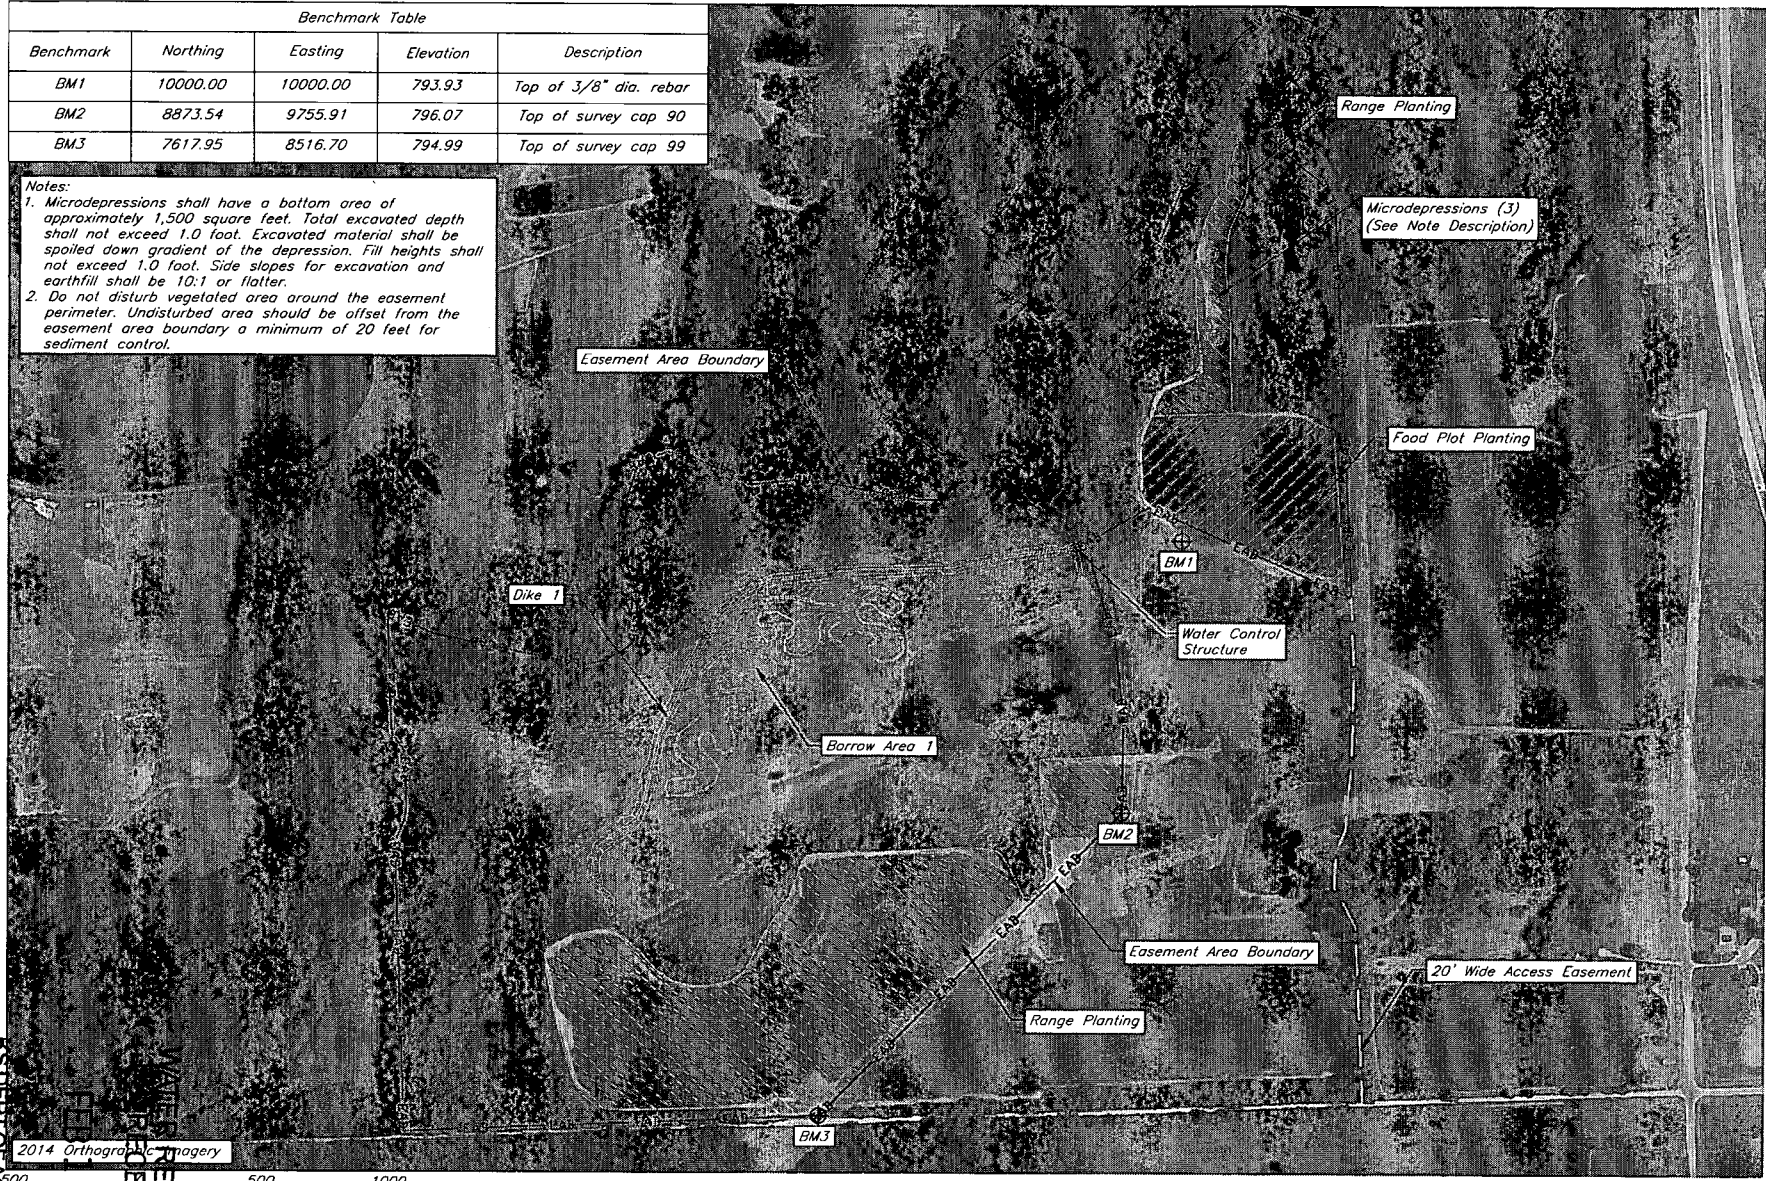 Benchmark Table
Benchmark Northing Easting Elevation Description
BM1 10000.00 10000.00 793.93 Top of 3/8" dia. rebar
BM2 8873.54 9755.91 796.07 Top of survey cap 90
BM3 7617.95 8516.70 794.99 Top of survey cap 99
Notes:
1. Microdepressions shall have a bottom area of
approximately 1,500 square feet. Total excavated depth
shall not exceed 1.0 foot. Excavated material shall be
spoiled down gradient of the depression. Fill heights shall
not exceed 1.0 foot. Side slopes for excavation and
earthfill shall be 10:1 or flatter.
2. Do not disturb vegetated area around the easement
perimeter. Undisturbed area should be offset from the
easement area boundary a minimum of 20 feet for
sediment control.
Range Planting
Microdepressions (3)
(See Note Description)
Easement Area Boundary
Food Plot Planting
EAB
BM1
Dike 1
Water Control
Structure
Borrow Area 1
BM2
EAB
EAB
EAB
Easement Area Boundary
20' Wide Access Easement
Range Planting
EAB
BM3
2014 Orthographic Imagery
500 1000